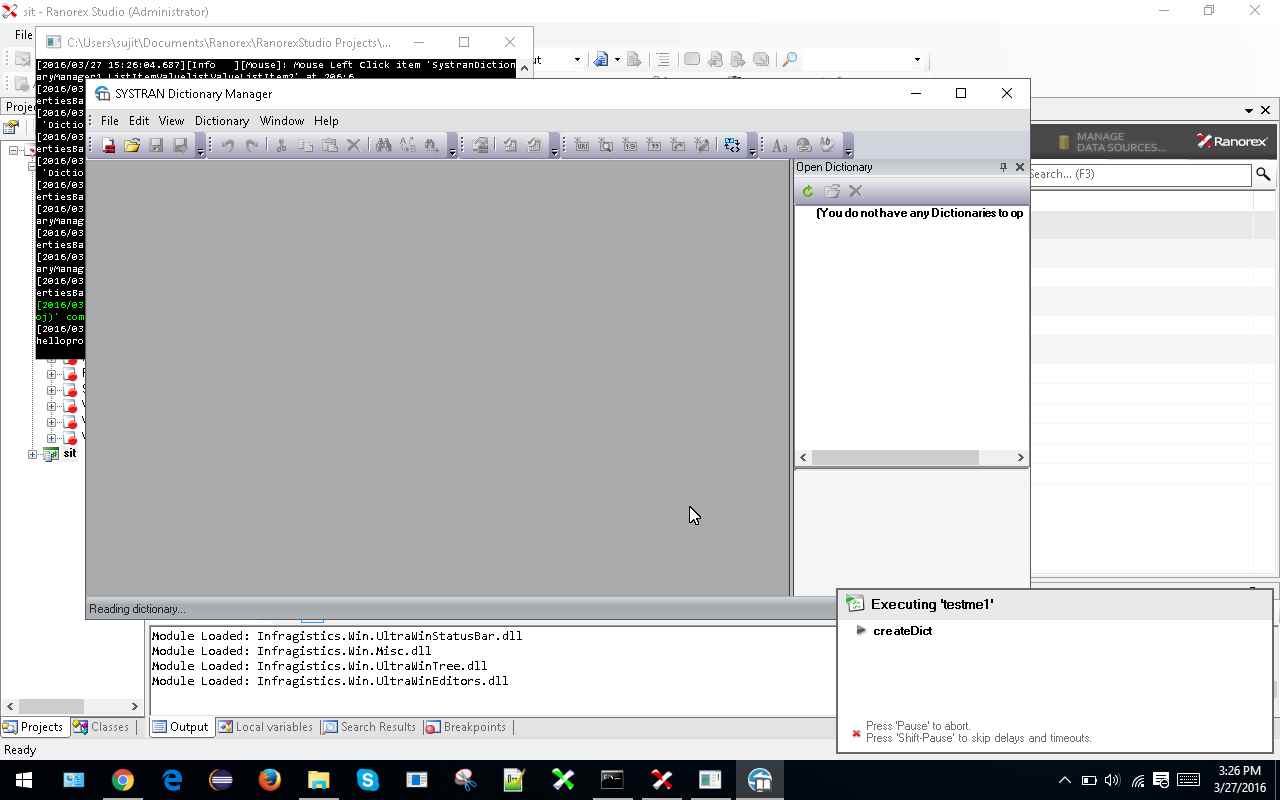 sit - Ranorex Studio (Administrator)
File
C:\Users\sujit\Documents\Ranorex\RanorexStudio Projects\...
[2016/03/27 15:26:04.687][Info   ][Mouse]: Mouse Left Click item 'SystranDiction
aryManager1.ListItemValuelistValueListItem2' at 206;6.
[2016/03
ertiesBa
[2016/03
'Dictio
[2016/03
ertiesBa
[2016/03
'Dictio
[2016/03
ertiesBa
[2016/03
aryManag
[2016/03
ertiesBa
[2016/03
aryManag
[2016/03
ertiesBa
[2016/03
oj)' com
[2016/03
hellopro
SYSTRAN Dictionary Manager
File Edit View Dictionary Window Help
Open Dictionary
(You do not have any Dictionaries to op
Reading dictionary...
Proje
MANAGE
DATA SOURCES...
Ranorex
Search... (F3)
sit
Executing 'testme1'
createDict
Press 'Pause' to abort.
Press 'Shift-Pause' to skip delays and timeouts.
Module Loaded: Infragistics.Win.UltraWinStatusBar.dll
Module Loaded: Infragistics.Win.Misc.dll
Module Loaded: Infragistics.Win.UltraWinTree.dll
Module Loaded: Infragistics.Win.UltraWinEditors.dll
Projects Classes Output Local variables Search Results Breakpoints
Ready
3:26 PM
3/27/2016